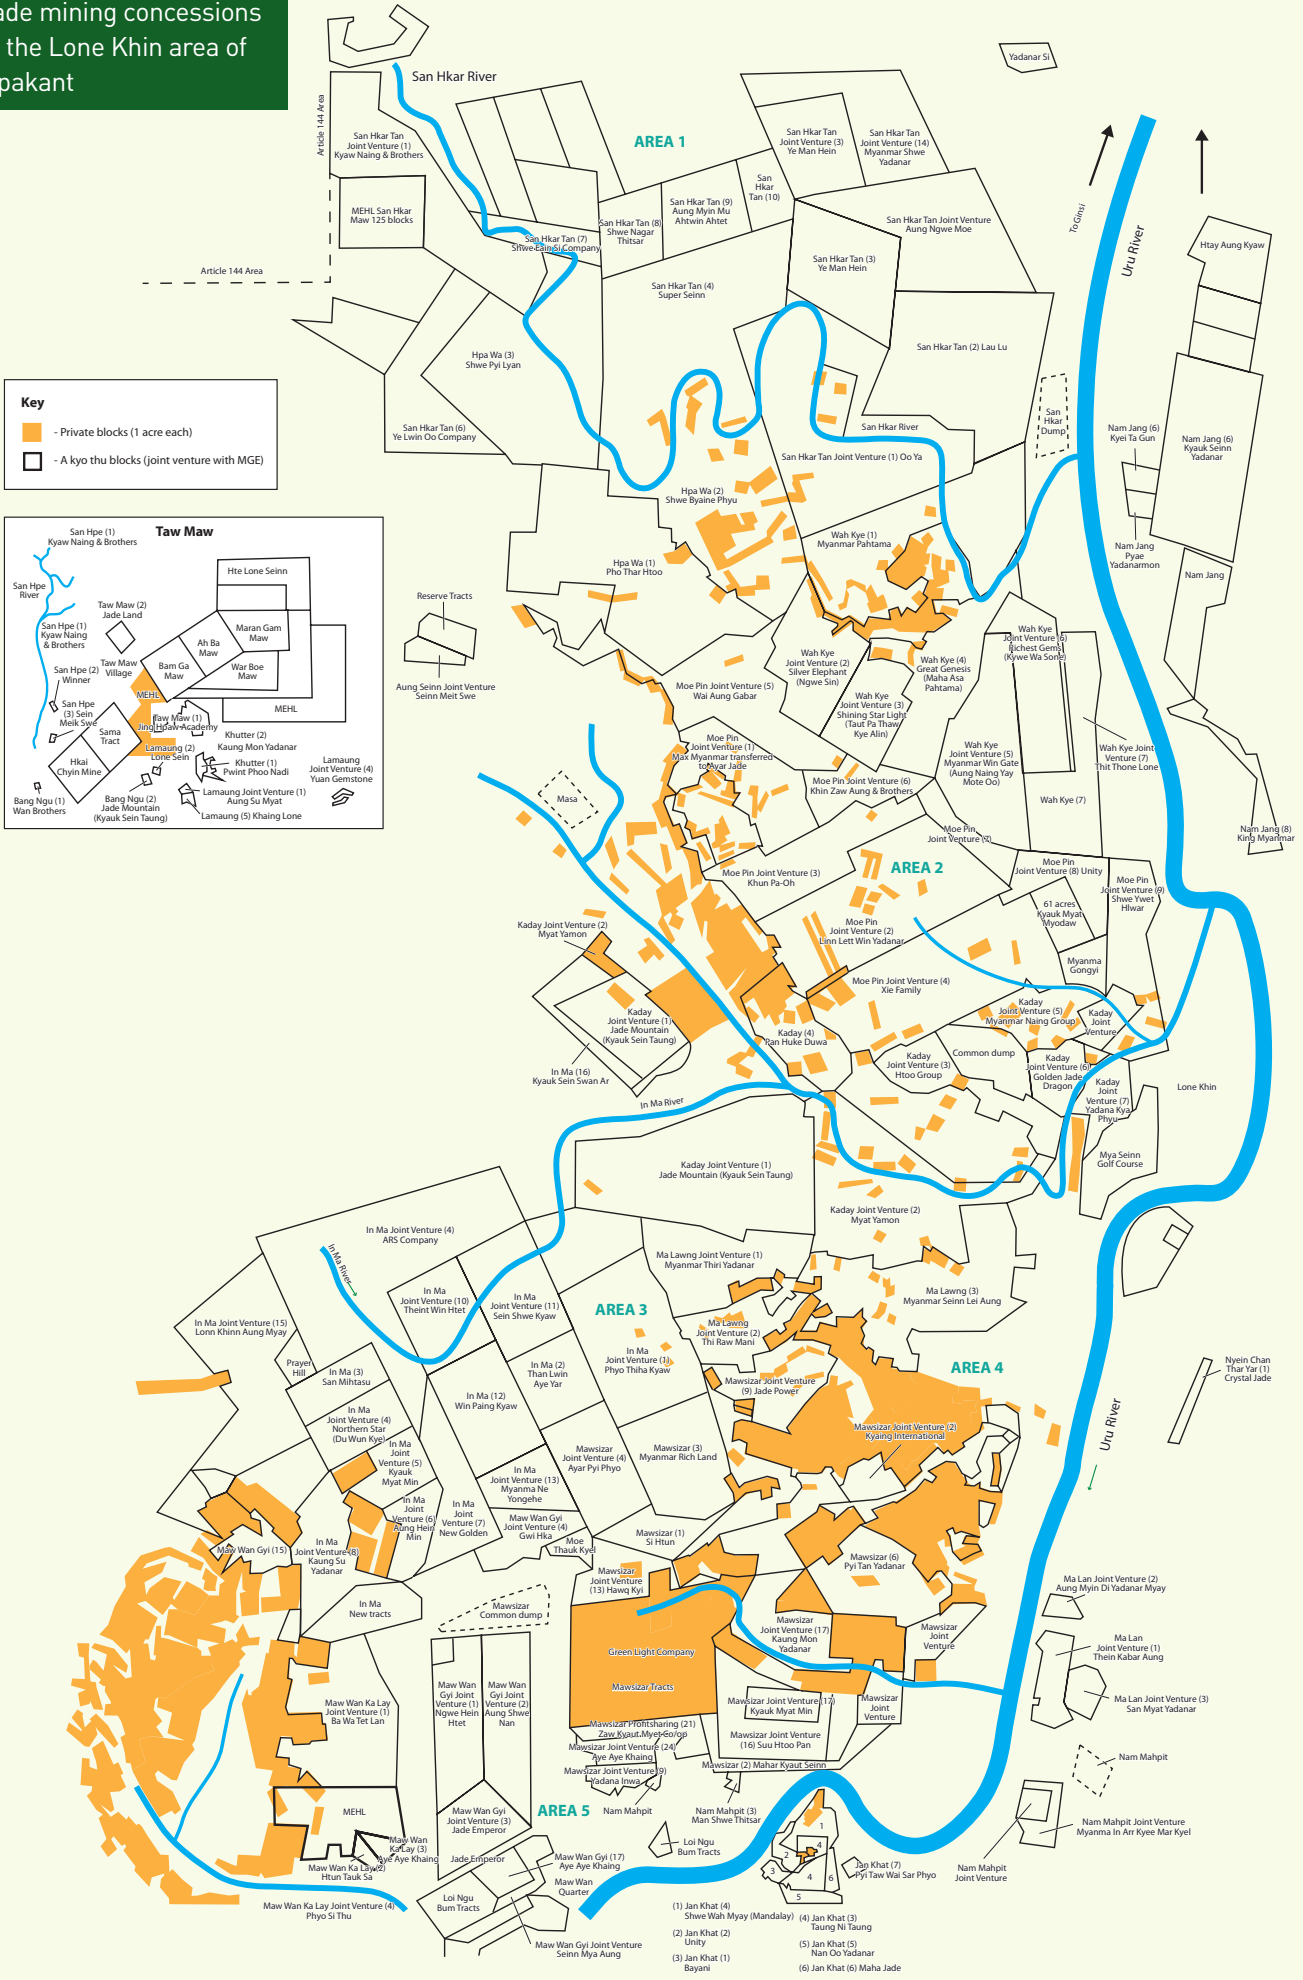 ade mining concessions
the Lone Khin area of
pakant
San Hkar River
Yadanar Si
Article 144 Area
San Hkar Tan
Joint Venture (1)
Kyaw Naing & Brothers
AREA 1
San Hkar Tan
Joint Venture (3)
Ye Man Hein
San Hkar Tan
Joint Venture (14)
Myanmar Shwe
Yadanar
MEHL San Hkar
Maw 125 blocks
San
Hkar
Tan (10)
San Hkar Tan (9)
Aung Myin Mu
Ahtwin Ahtet
San Hkar Tan (8)
Shwe Nagar
Thitsar
San Hkar Tan Joint Venture
Aung Ngwe Moe
To Ginsi
Uru River
Htay Aung Kyaw
San Hkar Tan (7)
Shwe Eain Si Company
Article 144 Area
San Hkar Tan (3)
Ye Man Hein
San Hkar Tan (4)
Super Seinn
Hpa Wa (3)
Shwe Pyi Lyan
San Hkar Tan (2) Lau Lu
Key
- Private blocks (1 acre each)
- A kyo thu blocks (joint venture with MGE)
San Hkar Tan (6)
Ye Lwin Oo Company
San Hkar River
San
Hkar
Dump
Nam Jang (6)
Kyei Ta Gun
Nam Jang (6)
Kyauk Seinn
Yadanar
San Hkar Tan Joint Venture (1) Oo Ya
Hpa Wa (2)
Shwe Byaine Phyu
Wah Kye (1)
Myanmar Pahtama
Nam Jang
Pyae
Yadanarmon
Nam Jang
Hpa Wa (1)
Pho Thar Htoo
Taw Maw
San Hpe (1)
Kyaw Naing & Brothers
Hte Lone Seinn
San Hpe
River
Taw Maw (2)
Jade Land
San Hpe (1)
Kyaw Naing
& Brothers
Maran Gam
Maw
Ah Ba
Maw
Taw Maw
Village
Bam Ga
Maw
War Boe
Maw
San Hpe (2)
Winner
MEHL
MEHL
San Hpe
(3) Sein
Meik Swe
Taw Maw (1)
Jing Hpaw Academy
Sama
Tract
Khutter (2)
Kaung Mon Yadanar
Lamaung (2)
Lone Sein
Hkai
Chyin Mine
Khutter (1)
Pwint Phoo Nadi
Lamaung
Joint Venture (4)
Yuan Gemstone
Lamaung Joint Venture (1)
Aung Su Myat
Bang Ngu (1)
Wan Brothers
Bang Ngu (2)
Jade Mountain
(Kyauk Sein Taung)
Lamaung (5) Khaing Lone
Reserve Tracts
Aung Seinn Joint Venture
Seinn Meit Swe
Wah Kye
Joint Venture (6)
Richest Gems
(Kywe Wa Sone)
Wah Kye
Joint Venture (2)
Silver Elephant
(Ngwe Sin)
Wah Kye (4)
Great Genesis
(Maha Asa
Pahtama)
Moe Pin Joint Venture (5)
Wai Aung Gabar
Wah Kye
Joint Venture (3)
Shining Star Light
(Taut Pa Thaw
Kye Alin)
Moe Pin
Joint Venture (1)
Max Myanmar transferred
to Ayar Jade
Wah Kye
Joint Venture (5)
Myanmar Win Gate
(Aung Naing Yay
Mote Oo)
Wah Kye Joint
Venture (7)
Thit Thone Lone
Moe Pin Joint Venture (6)
Khin Zaw Aung & Brothers
Masa
Wah Kye (7)
Moe Pin
Joint Venture (7)
Nam Jang (8)
King Myanmar
Moe Pin Joint Venture (3)
Khun Pa-Oh
AREA 2
Moe Pin
Joint Venture (8) Unity
Moe Pin
Joint Venture (9)
Shwe Ywet
Hlwar
61 acres
Kyauk Myat
Myodaw
Kaday Joint Venture (2)
Myat Yamon
Moe Pin
Joint Venture (2)
Linn Lett Win Yadanar
Myanma
Gongyi
Moe Pin Joint Venture (4)
Xie Family
Kaday
Joint Venture (1)
Jade Mountain
(Kyauk Sein Taung)
Kaday
Joint Venture (5)
Myanmar Naing Group
Kaday
Joint
Venture
Kaday (4)
Pan Huke Duwa
In Ma (16)
Kyauk Sein Swan Ar
Kaday
Joint Venture (3)
Htoo Group
Common dump
Kaday
Joint Venture (6)
Golden Jade
Dragon
Kaday
Joint
Venture (7)
Yadana Kya
Phyu
Lone Khin
In Ma River
Mya Seinn
Golf Course
Kaday Joint Venture (1)
Jade Mountain (Kyauk Sein Taung)
Kaday Joint Venture (2)
Myat Yamon
In Ma Joint Venture (4)
ARS Company
In Ma River
Ma Lawng Joint Venture (1)
Myanmar Thiri Yadanar
In Ma
Joint Venture (10)
Theint Win Htet
In Ma
Joint Venture (11)
Sein Shwe Kyaw
AREA 3
Ma Lawng (3)
Myanmar Seinn Lei Aung
In Ma Joint Venture (15)
Lonn Khinn Aung Myay
Ma Lawng
Joint Venture (2)
Thi Raw Mani
In Ma
Joint Venture (1)
Phyo Thiha Kyaw
Prayer
Hill
In Ma (3)
San Mihtasu
In Ma (2)
Than Lwin
Aye Yar
AREA 4
Nyein Chan
Thar Yar (1)
Crystal Jade
Mawsizar Joint Venture
(9) Jade Power
In Ma (12)
Win Paing Kyaw
In Ma
Joint Venture (4)
Northern Star
(Du Wun Kye)
Mawsizar Joint Venture (2)
Kyaing International
Uru River
In Ma
Joint
Venture (5)
Kyauk
Myat Min
Mawsizar
Joint Venture (4)
Ayar Pyi Phyo
Mawsizar (3)
Myanmar Rich Land
In Ma
Joint Venture (13)
Myanma Ne
Yongehe
In Ma
Joint
Venture (6)
Aung Hein
Min
In Ma
Joint
Venture (7)
New Golden
Maw Wan Gyi
Joint Venture (4)
Gwi Hka
Moe
Thauk Kyel
Mawsizar (1)
Si Htun
Maw Wan Gyi (15)
In Ma
Joint Venture (8)
Kaung Su
Yadanar
Mawsizar (6)
Pyi Tan Yadanar
Mawsizar
Joint Venture
(13) Hawq Kyi
Ma Lan Joint Venture (2)
Aung Myin Di Yadanar Myay
In Ma
New tracts
Mawsizar
Common dump
Mawsizar
Joint Venture (17)
Kaung Mon
Yadanar
Mawsizar
Joint
Venture
Ma Lan
Joint Venture (1)
Thein Kabar Aung
Green Light Company
Mawsizar Tracts
Maw Wan
Gyi Joint
Venture (1)
Ngwe Hein
Htet
Maw Wan
Gyi Joint
Venture (2)
Aung Shwe
Nan
Maw Wan Ka Lay
Joint Venture (1)
Ba Wa Tet Lan
Mawsizar Joint Venture (17)
Kyauk Myat Min
Mawsizar
Joint
Venture
Ma Lan Joint Venture (3)
San Myat Yadanar
Mawsizar Profitsharing (21)
Zaw Kyaut Myet Co/op
Mawsizar Joint Venture
(16) Suu Htoo Pan
Mawsizar Joint Venture (24)
Aye Aye Khaing
Mawsizar Joint Venture (9)
Yadana Inwa
Mawsizar (2) Mahar Kyaut Seinn
Nam Mahpit
Nam Mahpit
Nam Mahpit (3)
Man Shwe Thitsar
MEHL
Maw Wan Gyi
Joint Venture (3)
Jade Emperor
AREA 5
Nam Mahpit Joint Venture
Myanma In Arr Kyee Mar Kyel
Maw Wan
Ka Lay (3)
Aye Aye Khaing
Loi Ngu
Bum Tracts
Jade Emperor
Maw Wan Gyi (17)
Aye Aye Khaing
Maw Wan Ka Lay (2)
Htun Tauk Sa
1
2
4
3
4
6
5
Jan Khat (7)
Pyi Taw Wai Sar Phyo
Nam Mahpit
Joint Venture
Maw Wan
Quarter
Loi Ngu
Bum Tracts
Maw Wan Ka Lay Joint Venture (4)
Phyo Si Thu
Maw Wan Gyi Joint Venture
Seinn Mya Aung
(1) Jan Khat (4)
Shwe Wah Myay (Mandalay)
(2) Jan Khat (2)
Unity
(3) Jan Khat (1)
Bayani
(4) Jan Khat (3)
Taung Ni Taung
(5) Jan Khat (5)
Nan Oo Yadanar
(6) Jan Khat (6) Maha Jade